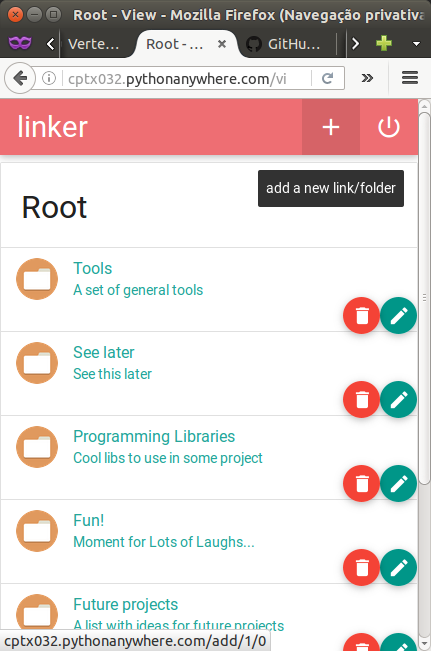 Root - View - Mozilla Firefox (Navegação privativa
Verte...
Root - ...
GitHu...
cptx032.pythonanywhere.com/vi
linker
add a new link/folder
Root
Tools
A set of general tools
See later
See this later
Programming Libraries
Cool libs to use in some project
Fun!
Moment for Lots of Laughs...
Future projects
A list with ideas for future projects
cptx032.pythonanywhere.com/add/1/0